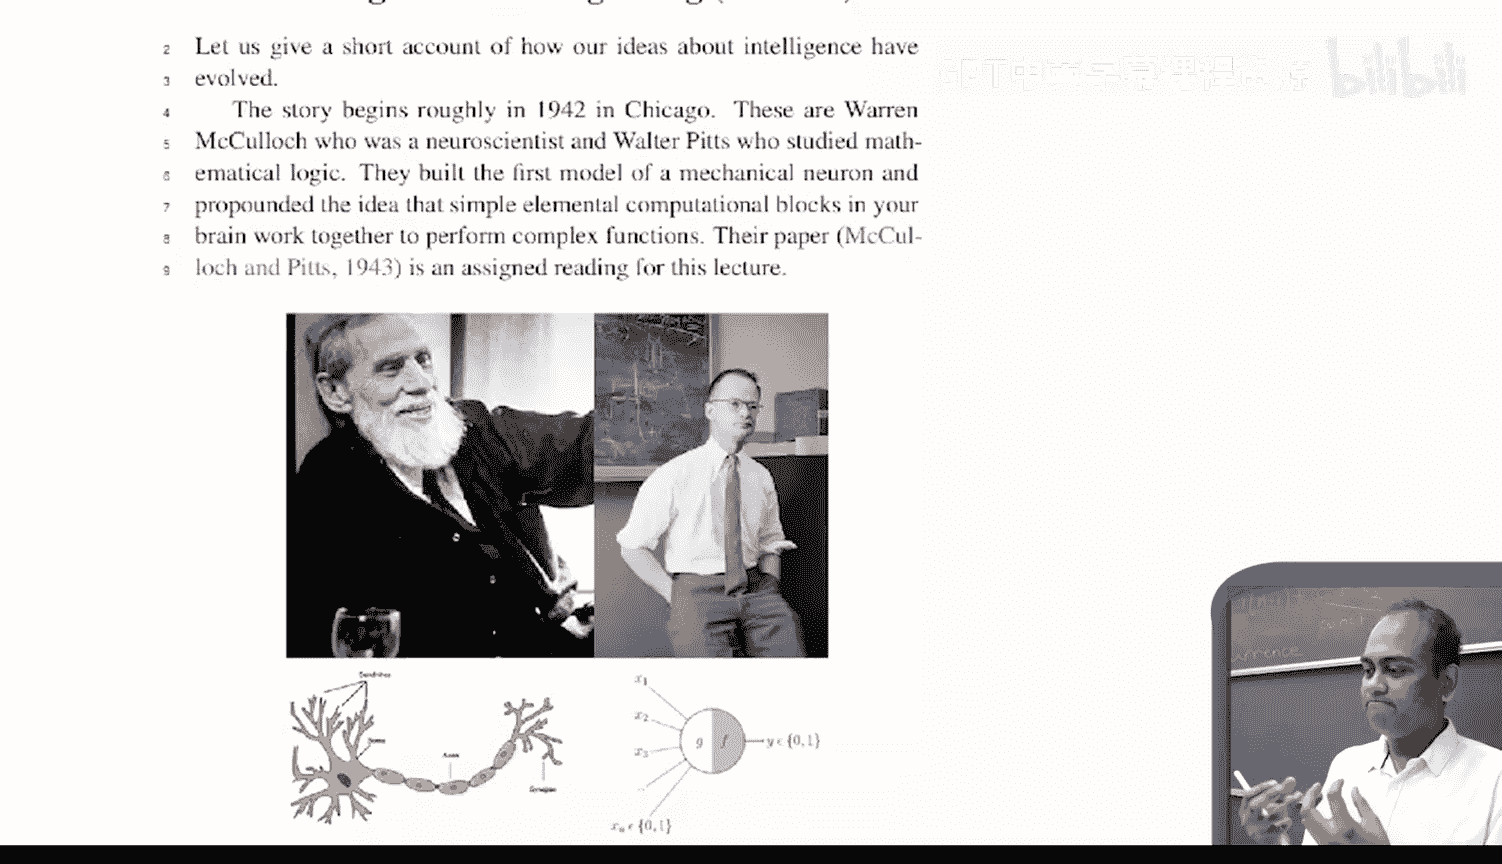 Let us give a short account of how our ideas about intelligence have
evolved.
The story begins roughly in 1942 in Chicago. These are Warren
McCulloch who was a neuroscientist and Walter Pitts who studied math-
ematical logic. They built the first model of a mechanical neuron and
propounded the idea that simple elemental computational blocks in your
brain work together to perform complex functions. Their paper (McCul-
loch and Pitts, 1943) is an assigned reading for this lecture.
2
3
4
5
6
7
8
9
bilibili
Dendrites
Soma
Axon
Synapse
x1
x2
x3
g f
y ∈ {0,1}
xn ∈ {0,1}